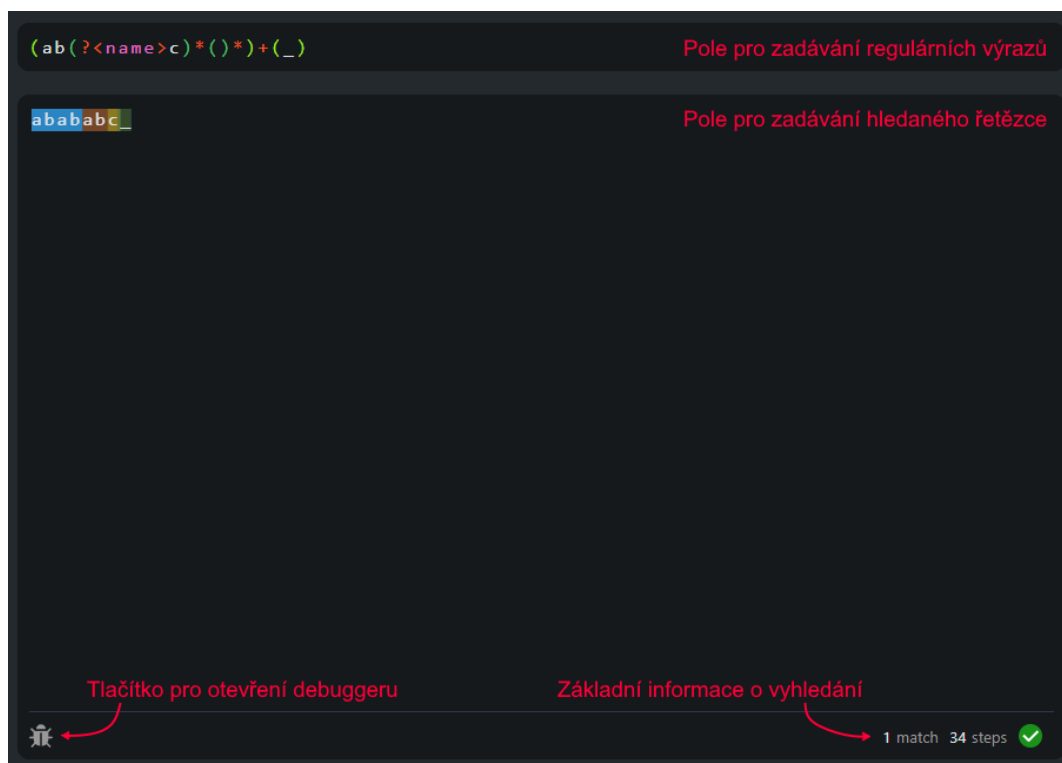 (ab(?<name>c)*()*)+(_)
Pole pro zadávání regulárních výrazů
abababc_
Pole pro zadávání hledaného řetězce
Tlačítko pro otevření debuggeru
Základní informace o vyhledání
1 match 34 steps